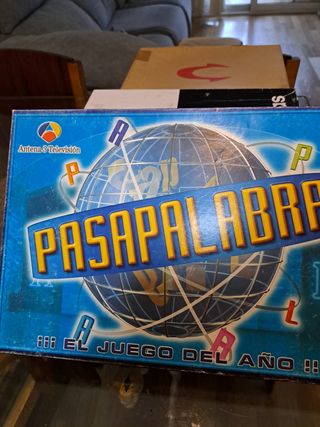 Antena 3 Televisión
A
P
P
A
PASAPALABRA
P
A
A
L
¡¡¡ EL JUEGO DEL AÑO !!